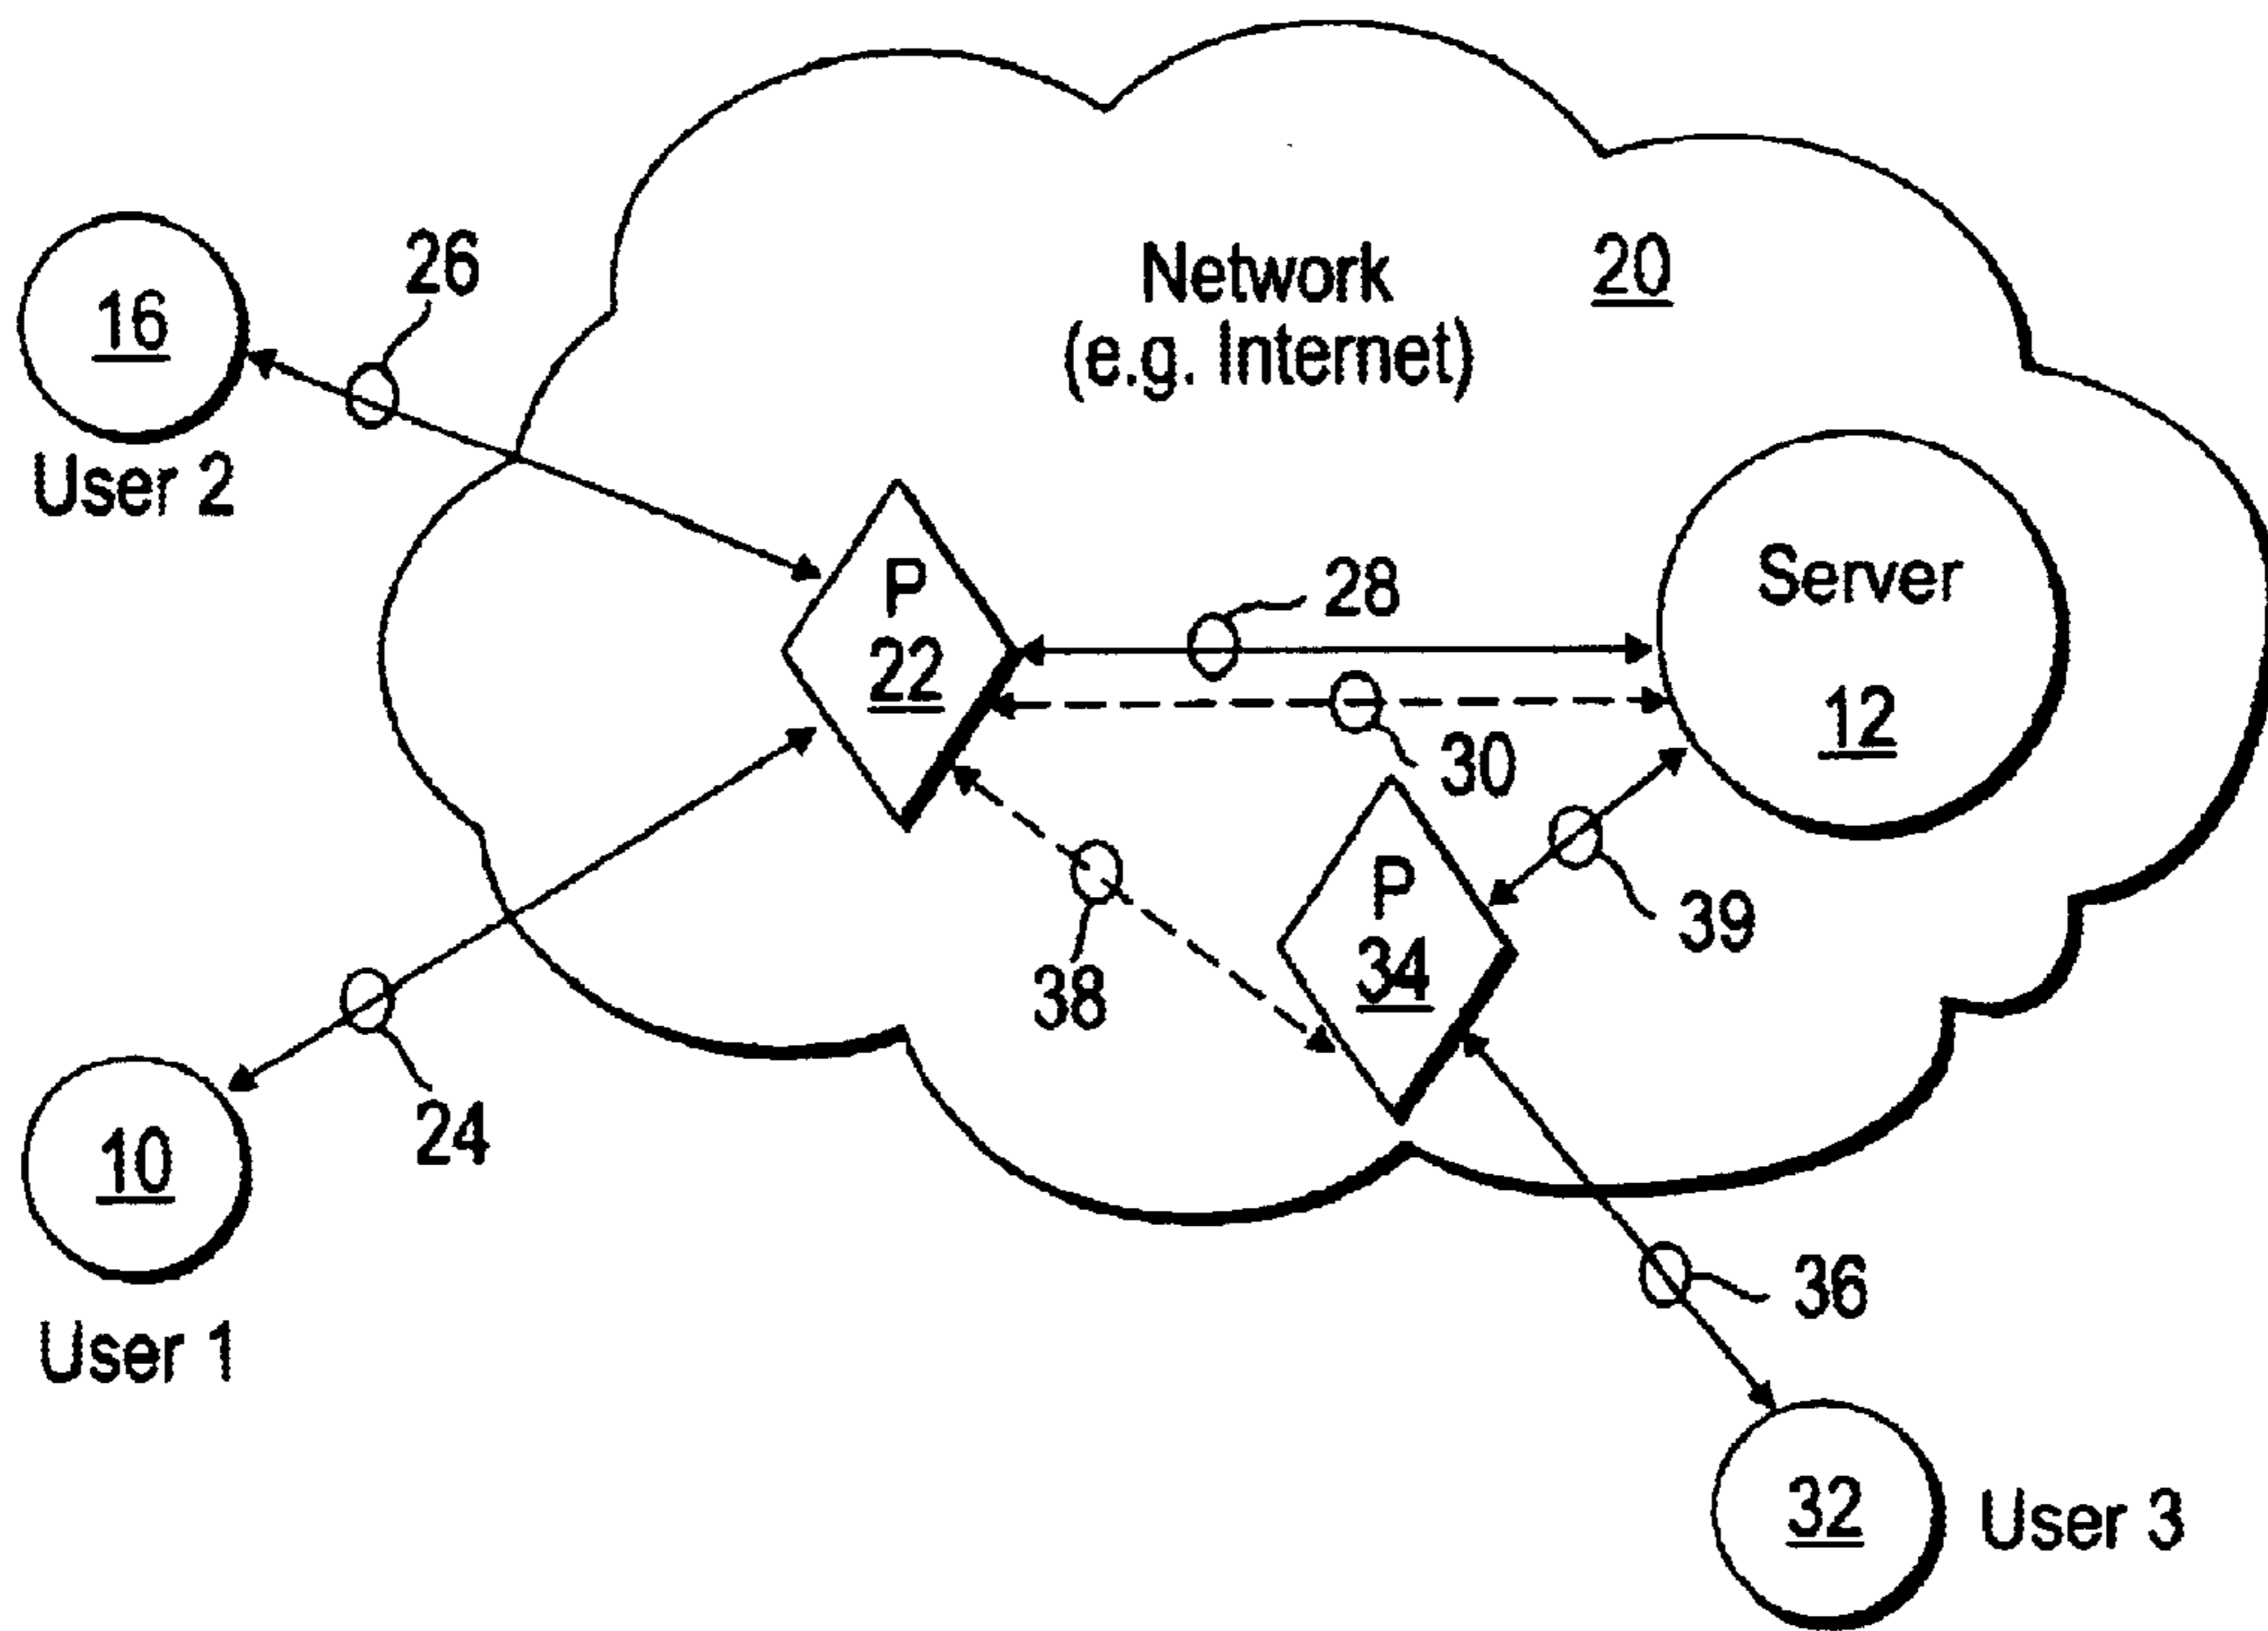 Network
(e.g. Internet)
20
16
User 2
26
P
22
28
Server
12
30
P
34
39
38
24
10
User 1
36
32
User 3